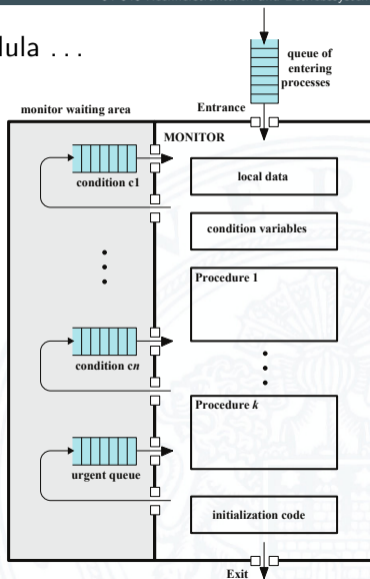 queue of
entering
processes
Entrance
monitor waiting area
MONITOR
condition c1
local data
condition variables
Procedure 1
condition cn
Procedure k
urgent queue
initialization code
Exit